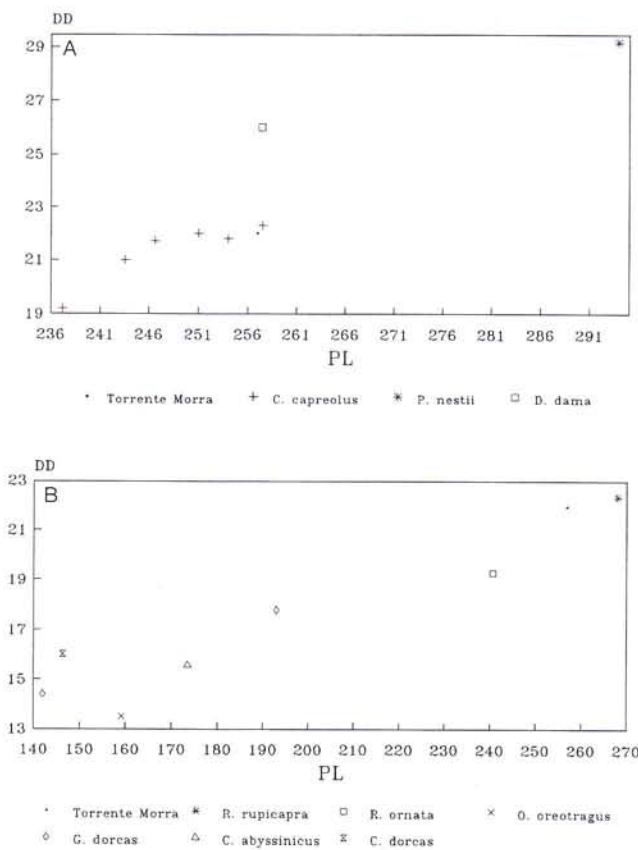 DD
A
29
27
25
23
21
19
236 241 246 251 256 261 266 271 276 281 286 291
PL
Torrente Morra C. capreolus P. nestii D. dama
DD
B
23
21
19
17
15
13
140 150 160 170 180 190 200 210 220 230 240 250 260 270
PL
Torrente Morra R. rupicapra R. ornata O. oreotragus
G. dorcas C. abyssinicus C. dorcas